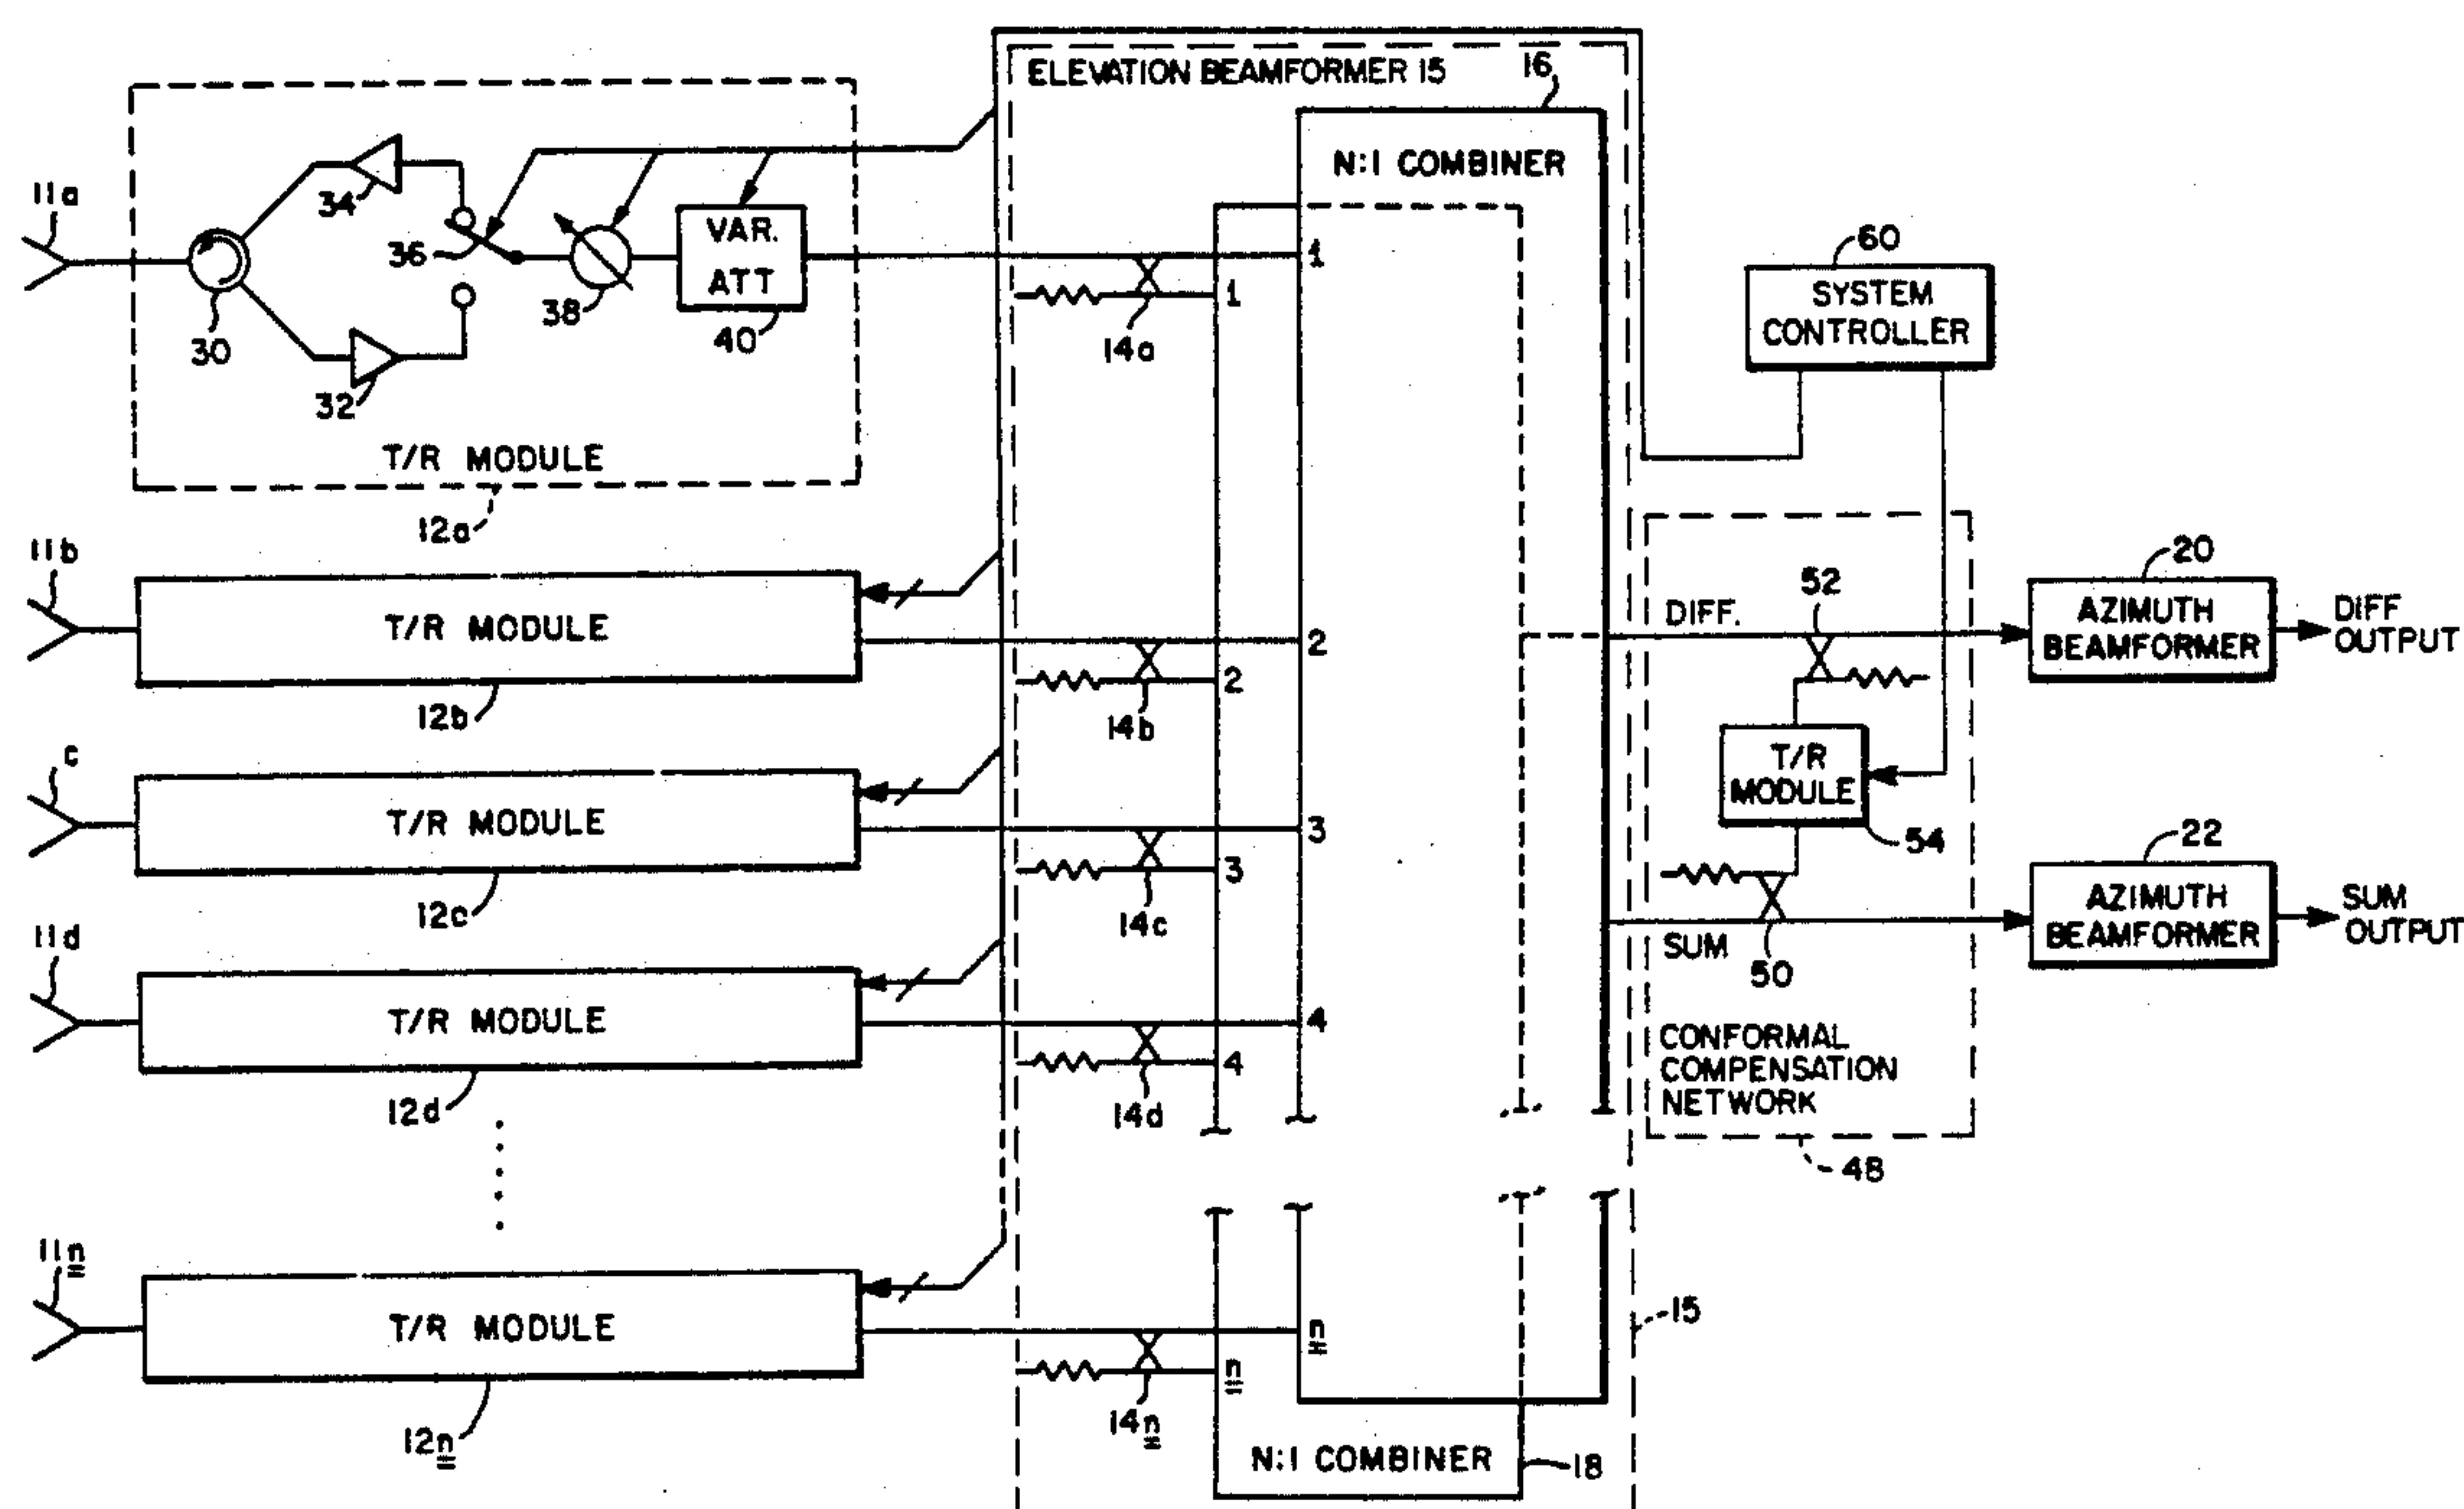 ELEVATION BEAMFORMER 15
16
N:1 COMBINER
11a
34
36
VAR.
ATT
1
1
60
SYSTEM
CONTROLLER
30
38
40
14a
32
T/R MODULE
12a
11b
T/R MODULE
12b
2
2
14b
DIFF.
52
20
AZIMUTH
BEAMFORMER
DIFF
OUTPUT
c
T/R MODULE
12c
3
3
14c
T/R
MODULE
54
22
AZIMUTH
BEAMFORMER
SUM
OUTPUT
SUM
50
11d
T/R MODULE
12d
4
4
14d
CONFORMAL
COMPENSATION
NETWORK
48
11n
T/R MODULE
12n
n
n
14n
15
N:1 COMBINER
18